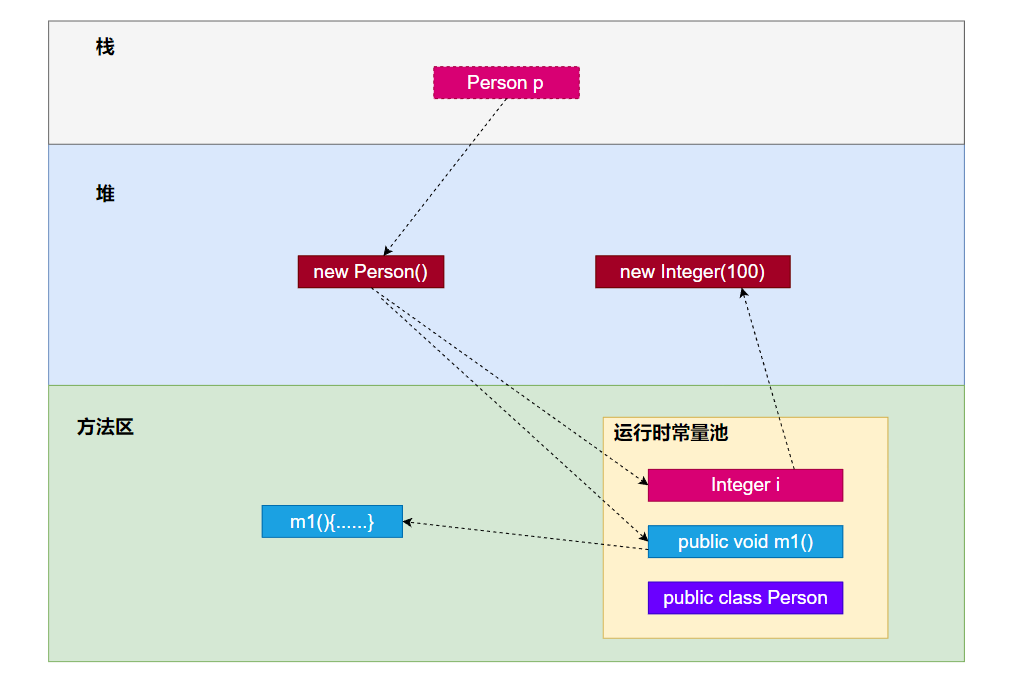 栈
Person p
堆
new Person()
new Integer(100)
方法区
运行时常量池
Integer i
m1(){......}
public void m1()
public class Person